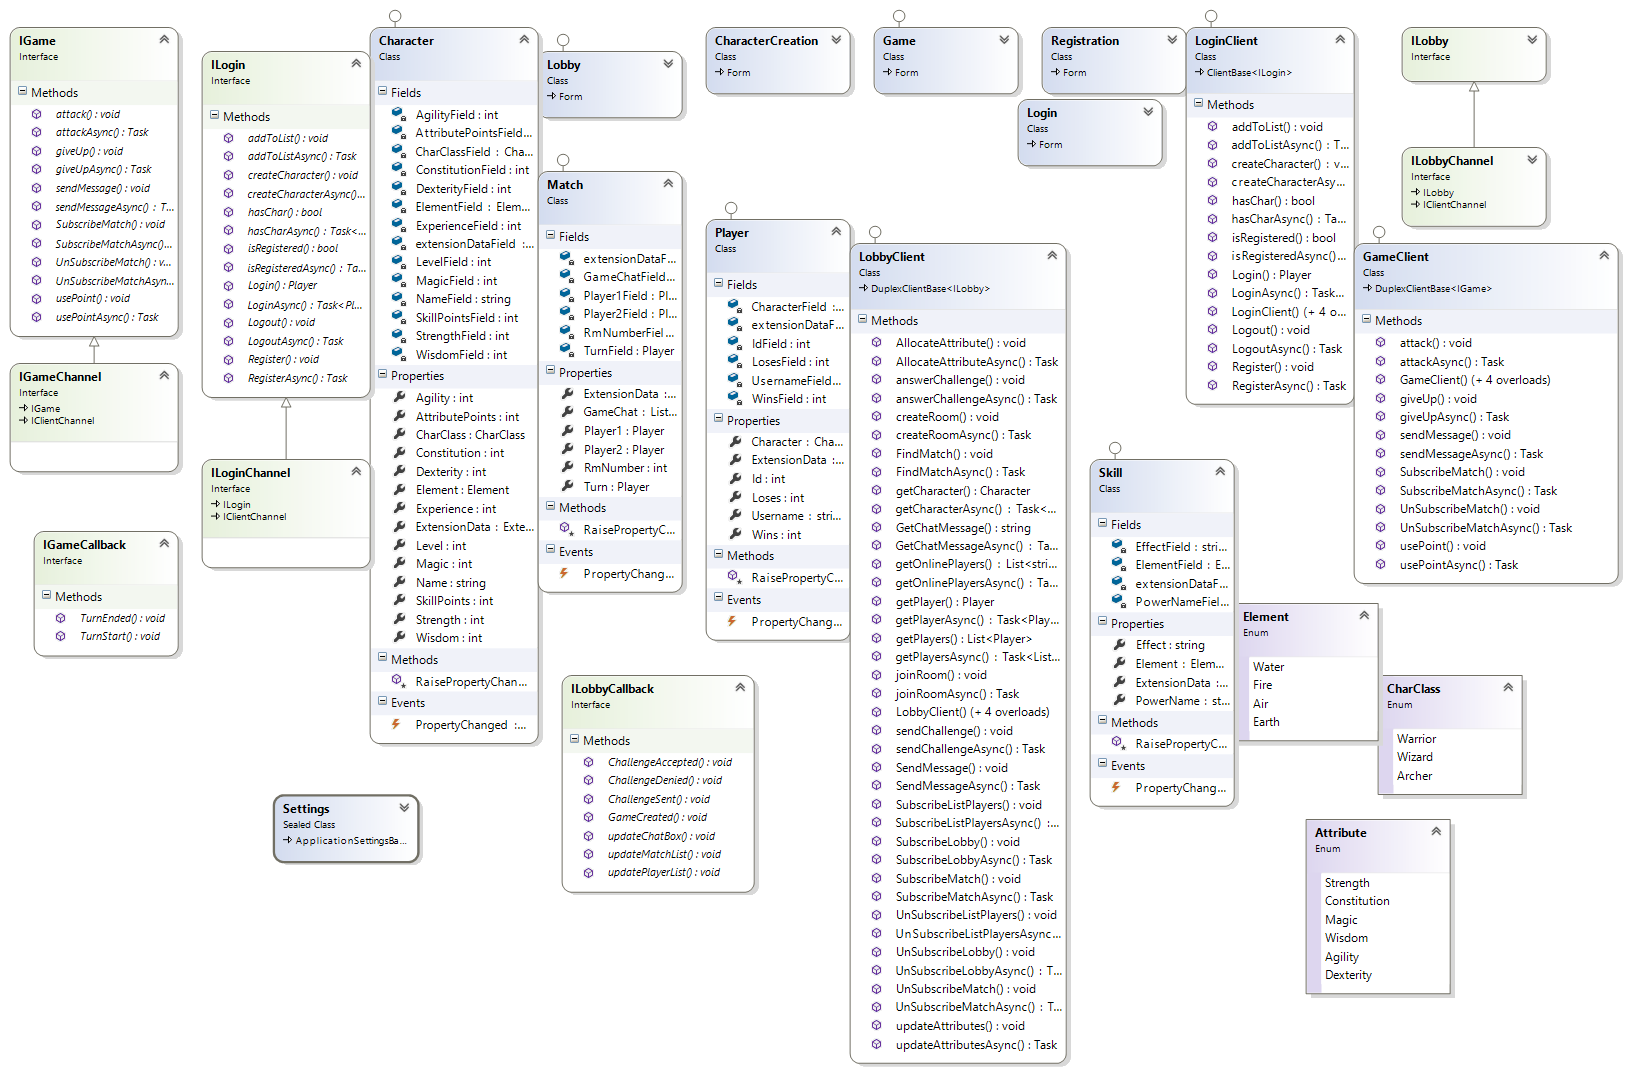 IGame
Interface
Methods
attack() : void
attackAsync() : Task
giveUp() : void
giveUpAsync() : Task
sendMessage() : void
sendMessageAsync() : T...
SubscribeMatch() : void
SubscribeMatchAsync()...
UnSubscribeMatch() : v...
UnSubscribeMatchAsyn...
usePoint() : void
usePointAsync() : Task
IGameChannel
Interface
IGame
IClientChannel
IGameCallback
Interface
Methods
TurnEnded() : void
TurnStart() : void
ILogin
Interface
Methods
addToList() : void
addToListAsync() : Task
createCharacter() : void
createCharacterAsync()...
hasChar() : bool
hasCharAsync() : Task<...
isRegistered() : bool
isRegisteredAsync() : Ta...
Login() : Player
LoginAsync() : Task<Pl...
Logout() : void
LogoutAsync() : Task
Register() : void
RegisterAsync() : Task
ILoginChannel
Interface
ILogin
IClientChannel
Settings
Sealed Class
ApplicationSettingsBa...
Character
Class
Fields
AgilityField : int
AttributePointsField...
CharClassField : Cha...
ConstitutionField : int
DexterityField : int
ElementField : Elem...
ExperienceField : int
extensionDataField :...
LevelField : int
MagicField : int
NameField : string
SkillPointsField : int
StrengthField : int
WisdomField : int
Properties
Agility : int
AttributePoints : int
CharClass : CharClass
Constitution : int
Dexterity : int
Element : Element
Experience : int
ExtensionData : Exte...
Level : int
Magic : int
Name : string
SkillPoints : int
Strength : int
Wisdom : int
Methods
RaisePropertyChan...
Events
PropertyChanged :...
Lobby
Class
Form
Match
Class
Fields
extensionDataF...
GameChatField...
Player1Field : Pl...
Player2Field : Pl...
RmNumberFiel...
TurnField : Player
Properties
ExtensionData :...
GameChat : List...
Player1 : Player
Player2 : Player
RmNumber : int
Turn : Player
Methods
RaisePropertyC...
Events
PropertyChang...
ILobbyCallback
Interface
Methods
ChallengeAccepted() : void
ChallengeDenied() : void
ChallengeSent() : void
GameCreated() : void
updateChatBox() : void
updateMatchList() : void
updatePlayerList() : void
CharacterCreation
Class
Form
Player
Class
Fields
CharacterField :...
extensionDataF...
IdField : int
LosesField : int
UsernameField...
WinsField : int
Properties
Character : Cha...
ExtensionData :...
Id : int
Loses : int
Username : stri...
Wins : int
Methods
RaisePropertyC...
Events
PropertyChang...
Game
Class
Form
LobbyClient
Class
DuplexClientBase<ILobby>
Methods
AllocateAttribute() : void
AllocateAttributeAsync() : Task
answerChallenge() : void
answerChallengeAsync() : Task
createRoom() : void
createRoomAsync() : Task
FindMatch() : void
FindMatchAsync() : Task
getCharacter() : Character
getCharacterAsync() : Task<...
GetChatMessage() : string
GetChatMessageAsync() : Ta...
getOnlinePlayers() : List<stri...
getOnlinePlayersAsync() : Ta...
getPlayer() : Player
getPlayerAsync() : Task<Play...
getPlayers() : List<Player>
getPlayersAsync() : Task<List...
joinRoom() : void
joinRoomAsync() : Task
LobbyClient() (+ 4 overloads)
sendChallenge() : void
sendChallengeAsync() : Task
SendMessage() : void
SendMessageAsync() : Task
SubscribeListPlayers() : void
SubscribeListPlayersAsync() :...
SubscribeLobby() : void
SubscribeLobbyAsync() : Task
SubscribeMatch() : void
SubscribeMatchAsync() : Task
UnSubscribeListPlayers() : void
UnSubscribeListPlayersAsync...
UnSubscribeLobby() : void
UnSubscribeLobbyAsync() : T...
UnSubscribeMatch() : void
UnSubscribeMatchAsync() : T...
updateAttributes() : void
updateAttributesAsync() : Task
Registration
Class
Form
Login
Class
Form
LoginClient
Class
ClientBase<ILogin>
Methods
addToList() : void
addToListAsync() : T...
createCharacter() : v...
createCharacterAsy...
hasChar() : bool
hasCharAsync() : Ta...
isRegistered() : bool
isRegisteredAsync()...
Login() : Player
LoginAsync() : Task...
LoginClient() (+ 4 o...
Logout() : void
LogoutAsync() : Task
Register() : void
RegisterAsync() : Task
Skill
Class
Fields
EffectField : stri...
ElementField : E...
extensionDataF...
PowerNameFiel...
Properties
Effect : string
Element : Elem...
ExtensionData :...
PowerName : st...
Methods
RaisePropertyC...
Events
PropertyChang...
ILobby
Interface
ILobbyChannel
Interface
ILobby
IClientChannel
GameClient
Class
DuplexClientBase<IGame>
Methods
attack() : void
attackAsync() : Task
GameClient() (+ 4 overloads)
giveUp() : void
giveUpAsync() : Task
sendMessage() : void
sendMessageAsync() : Task
SubscribeMatch() : void
SubscribeMatchAsync() : Task
UnSubscribeMatch() : void
UnSubscribeMatchAsync() : Task
usePoint() : void
usePointAsync() : Task
Element
Enum
Water
Fire
Air
Earth
CharClass
Enum
Warrior
Wizard
Archer
Attribute
Enum
Strength
Constitution
Magic
Wisdom
Agility
Dexterity